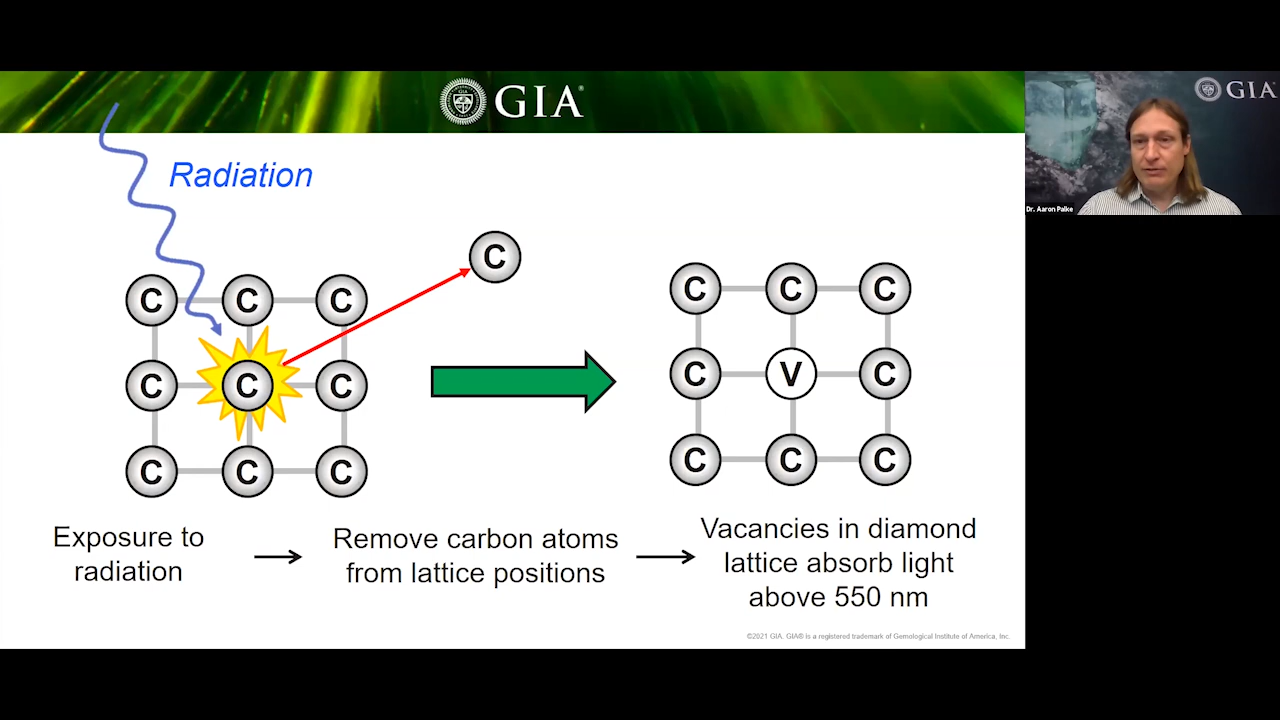 GIA
GIA
Dr. Aaron Palke
Radiation
C
C C C
C C C
C C C
C C C
C V C
C C C
Exposure to
radiation
Remove carbon atoms
from lattice positions
Vacancies in diamond
lattice absorb light
above 550 nm
©2021 GIA. GIA® is a registered trademark of Gemological Institute of America, Inc.